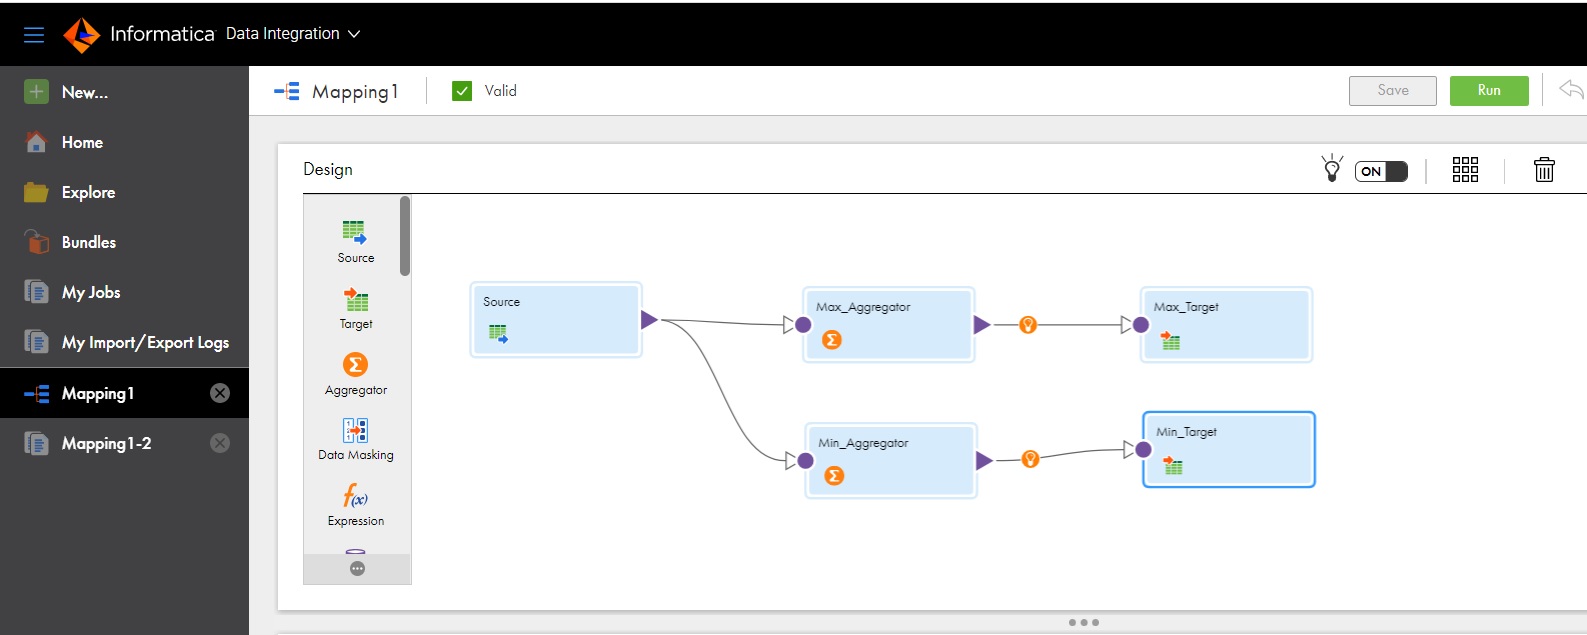 Informatica Data Integration
New...
Home
Explore
Bundles
My Jobs
My Import/Export Logs
Mapping1
Mapping1-2
Mapping1
Valid
Save
Run
Design
ON
Source
Target
Aggregator
Data Masking
f(x)
Expression
Source
Max_Aggregator
Σ
Max_Target
Min_Aggregator
Σ
Min_Target